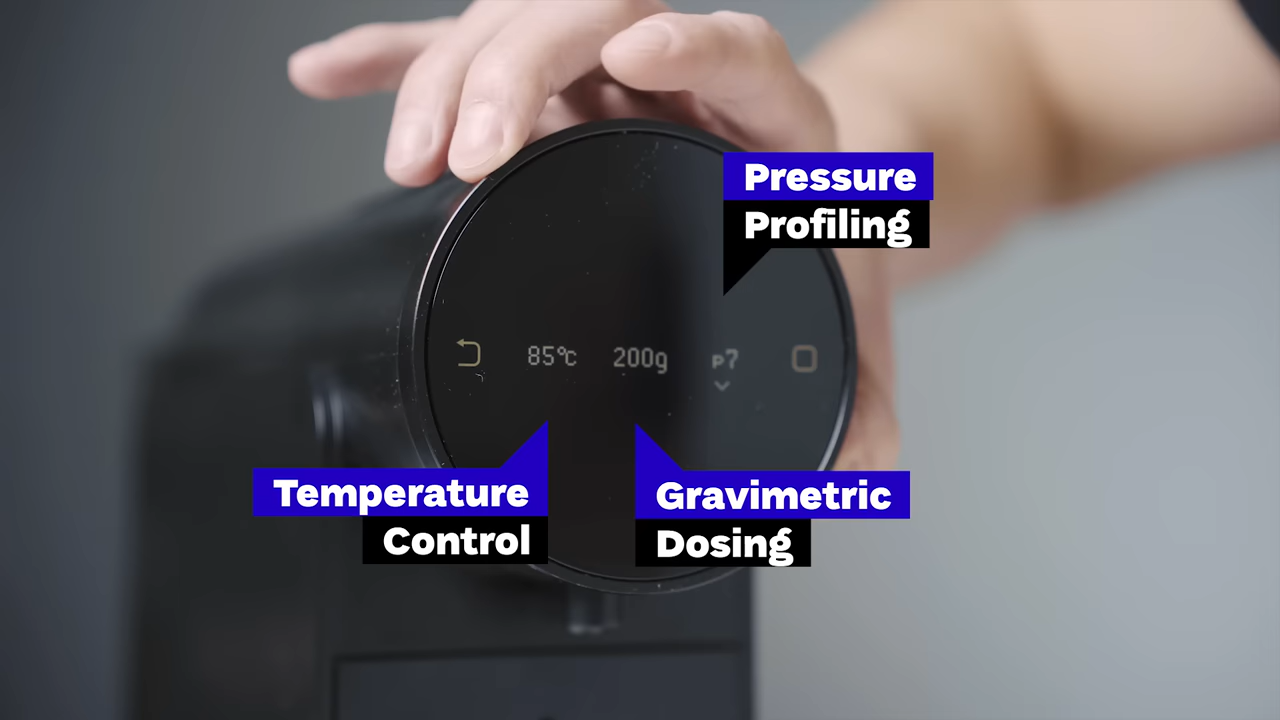 Pressure
Profiling
85°C 200g P7
Temperature
Control
Gravimetric
Dosing